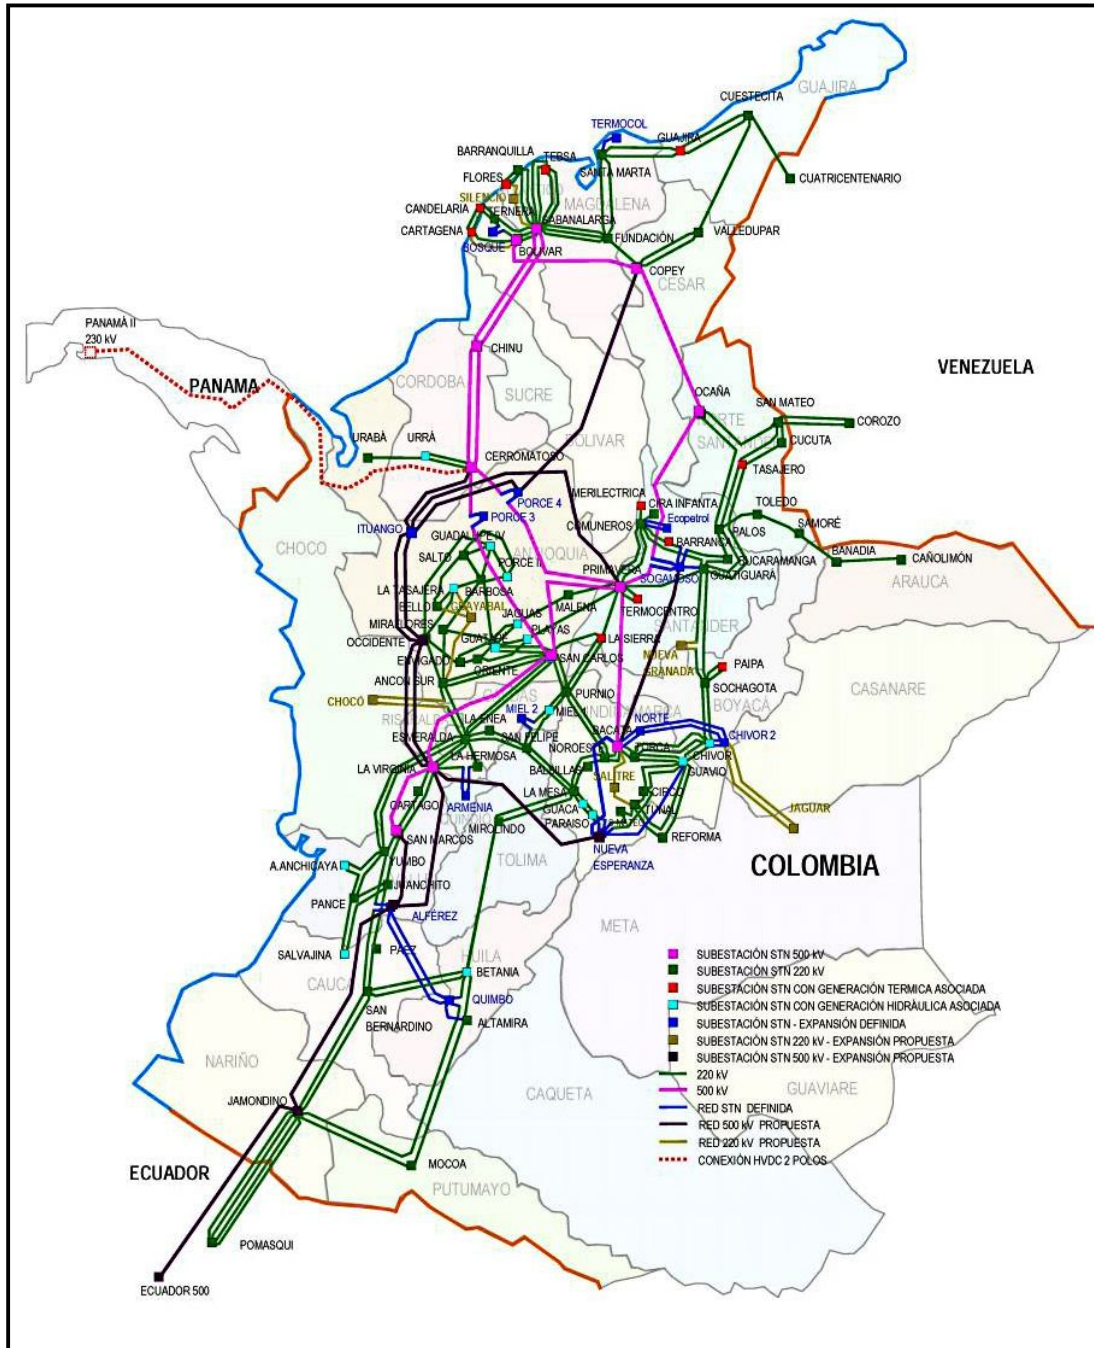 GUAJIRA
CUESTECITA
TERMOCOL
GUAJIRA
BARRANQUILLA
TEBSA
SANTA MARTA
CUATRICENTENARIO
FLORES
SILENCIO
MAGDALENA
CANDELARIA
TERNERA
SABANALARGA
CARTAGENA
FUNDACIÓN
VALLEDUPAR
BOSQUE
BOLIVAR
COPEY
CESAR
PANAMÁ II
230 kV
CHINU
VENEZUELA
PANAMA
CORDOBA
SUCRE
OCAÑA
NORTE
SAN MATEO
COROZO
SANTANDER
CUCUTA
BOLIVAR
URABÀ
URRÁ
CERROMATOSO
TASAJERO
MERILECTRICA
PORCE 4
CIRA INFANTA
TOLEDO
PORCE 3
COMUNEROS
Ecopetrol
ITUANGO
PALOS
SAMORÉ
GUADALUPE IV
BARRANCA
CHOCO
ANTIOQUIA
SALTO
PORCE II
PRIMAVERA
BUCARAMANGA
BANADIA
CAÑOLIMÓN
SOGAMOSO
GUATIGUARÁ
ARAUCA
LA TASAJERA
BARBOSA
BELLO
GUAYABAL
JAGUAS
MALENA
TERMOCENTRO
MIRAFLORES
PLAYAS
SANTANDER
OCCIDENTE
GUATAPE
LA SIERRA
ENVIGADO
ORIENTE
SAN CARLOS
NUEVA
GRANADA
PAIPA
ANCON SUR
SOCHAGOTA
CASANARE
CHOCÓ
CALDAS
PURNIO
BOYACÁ
RISARALDA
MIEL 2
MIEL I
CUNDINAMARCA
LA ENEA
NORTE
ESMERALDA
SAN FELIPE
BACATA
CHIVOR 2
NOROESTE
TORCA
CHIVOR
LA HERMOSA
LA VIRGINIA
BALSILLAS
SALITRE
GUAVIO
CARTAGO
ARMENIA
LA MESA
CIRCO
JAGUAR
QUINDIO
GUACA
TUNAL
MIROLINDO
PARAISO
SAN MARCOS
REFORMA
TOLIMA
NUEVA
ESPERANZA
YUMBO
COLOMBIA
A.ANCHICAYA
JUANCHITO
PANCE
ALFÉREZ
META
SALVAJINA
PAEZ
HUILA
CAUCA
BETANIA
QUIMBO
SAN
BERNARDINO
ALTAMIRA
NARIÑO
CAQUETA
GUAVIARE
JAMONDINO
ECUADOR
MOCOA
PUTUMAYO
POMASQUI
ECUADOR 500
SUBESTACIÓN STN 500 kV
SUBESTACIÓN STN 220 kV
SUBESTACIÓN STN CON GENERACIÓN TERMICA ASOCIADA
SUBESTACIÓN STN CON GENERACIÓN HIDRÀULICA ASOCIADA
SUBESTACIÓN STN - EXPANSIÓN DEFINIDA
SUBESTACIÓN STN 220 kV - EXPANSIÓN PROPUESTA
SUBESTACIÓN STN 500 kV - EXPANSIÓN PROPUESTA
220 kV
500 kV
RED STN DEFINIDA
RED 500 kV PROPUESTA
RED 220 kV PROPUESTA
CONEXIÓN HVDC 2 POLOS